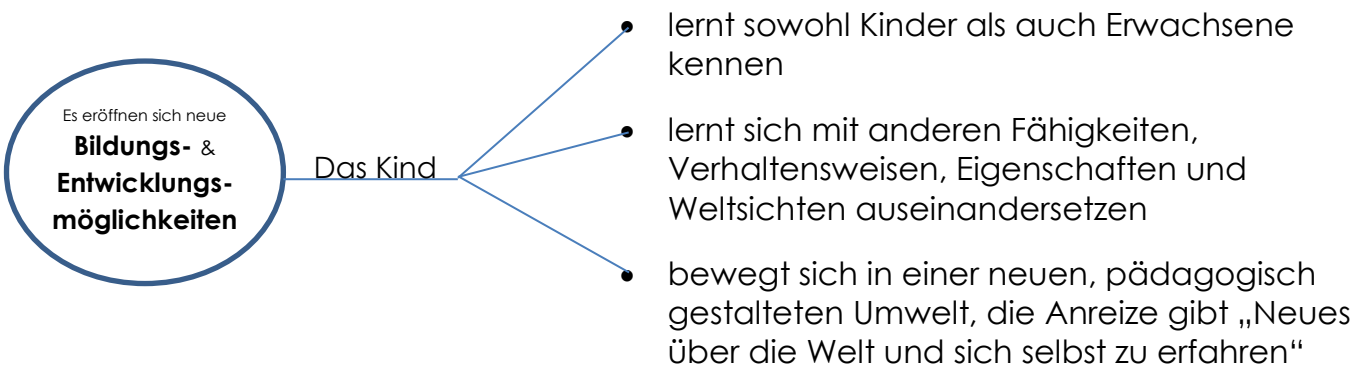 Es eröffnen sich neue
Bildungs- &
Entwicklungs-
möglichkeiten
Das Kind
• lernt sowohl Kinder als auch Erwachsene
kennen
• lernt sich mit anderen Fähigkeiten,
Verhaltensweisen, Eigenschaften und
Weltsichten auseinandersetzen
• bewegt sich in einer neuen, pädagogisch
gestalteten Umwelt, die Anreize gibt „Neues
über die Welt und sich selbst zu erfahren“